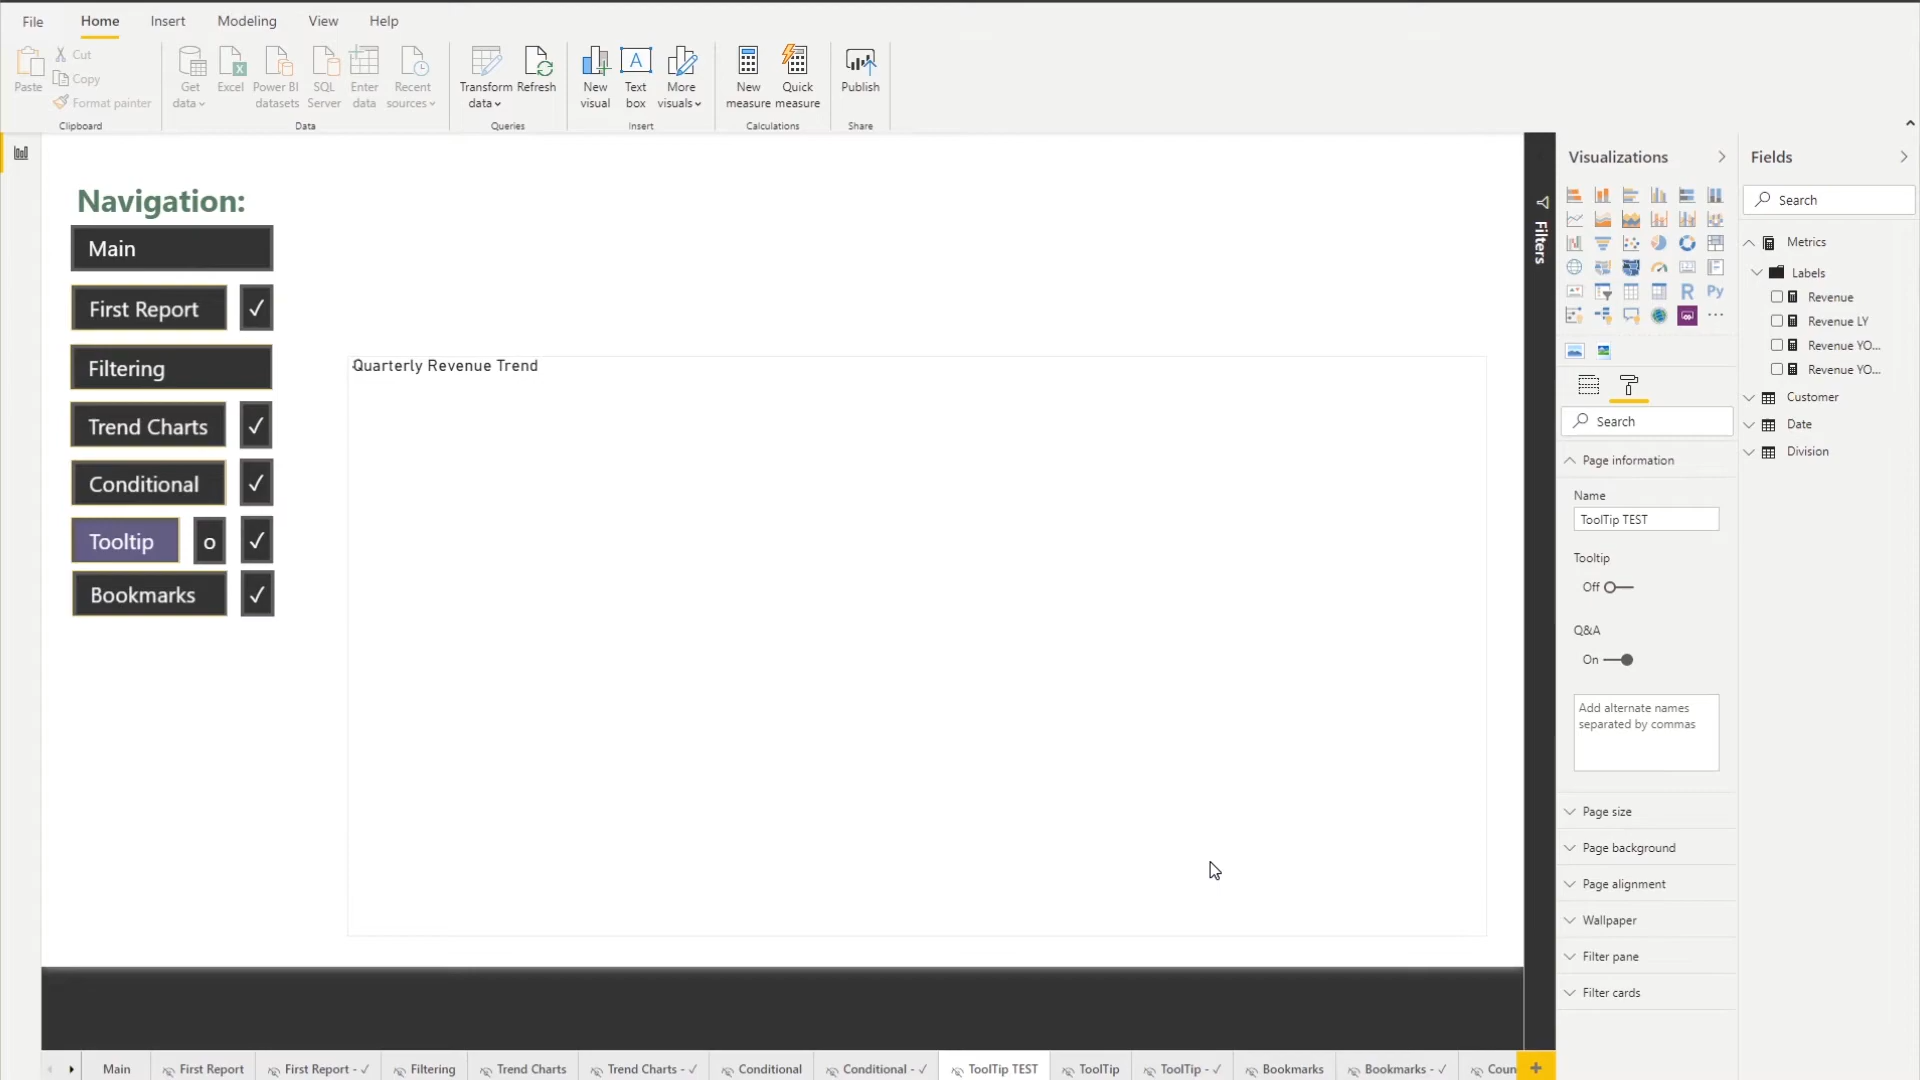 File Home Insert Modeling View Help
Paste
Cut
Copy
Format painter
Clipboard
Get data
Excel
Power BI datasets
SQL Server
Enter data
Recent sources
Data
Transform data
Refresh
Queries
New visual
Text box
More visuals
Insert
New measure
Quick measure
Calculations
Publish
Share
Navigation:
Main
First Report ✓
Filtering
Trend Charts ✓
Conditional ✓
Tooltip o ✓
Bookmarks ✓
Quarterly Revenue Trend
Filters
Visualizations
R Py
Search
Page information
Name
ToolTip TEST
Tooltip
Off
Q&A
On
Add alternate names
separated by commas
Page size
Page background
Page alignment
Wallpaper
Filter pane
Filter cards
Fields
Search
Metrics
Labels
Revenue
Revenue LY
Revenue YO...
Revenue YO...
Customer
Date
Division
Main First Report First Report - ✓ Filtering Trend Charts Trend Charts - ✓ Conditional Conditional - ✓ ToolTip TEST ToolTip ToolTip - ✓ Bookmarks Bookmarks - ✓ Coun +